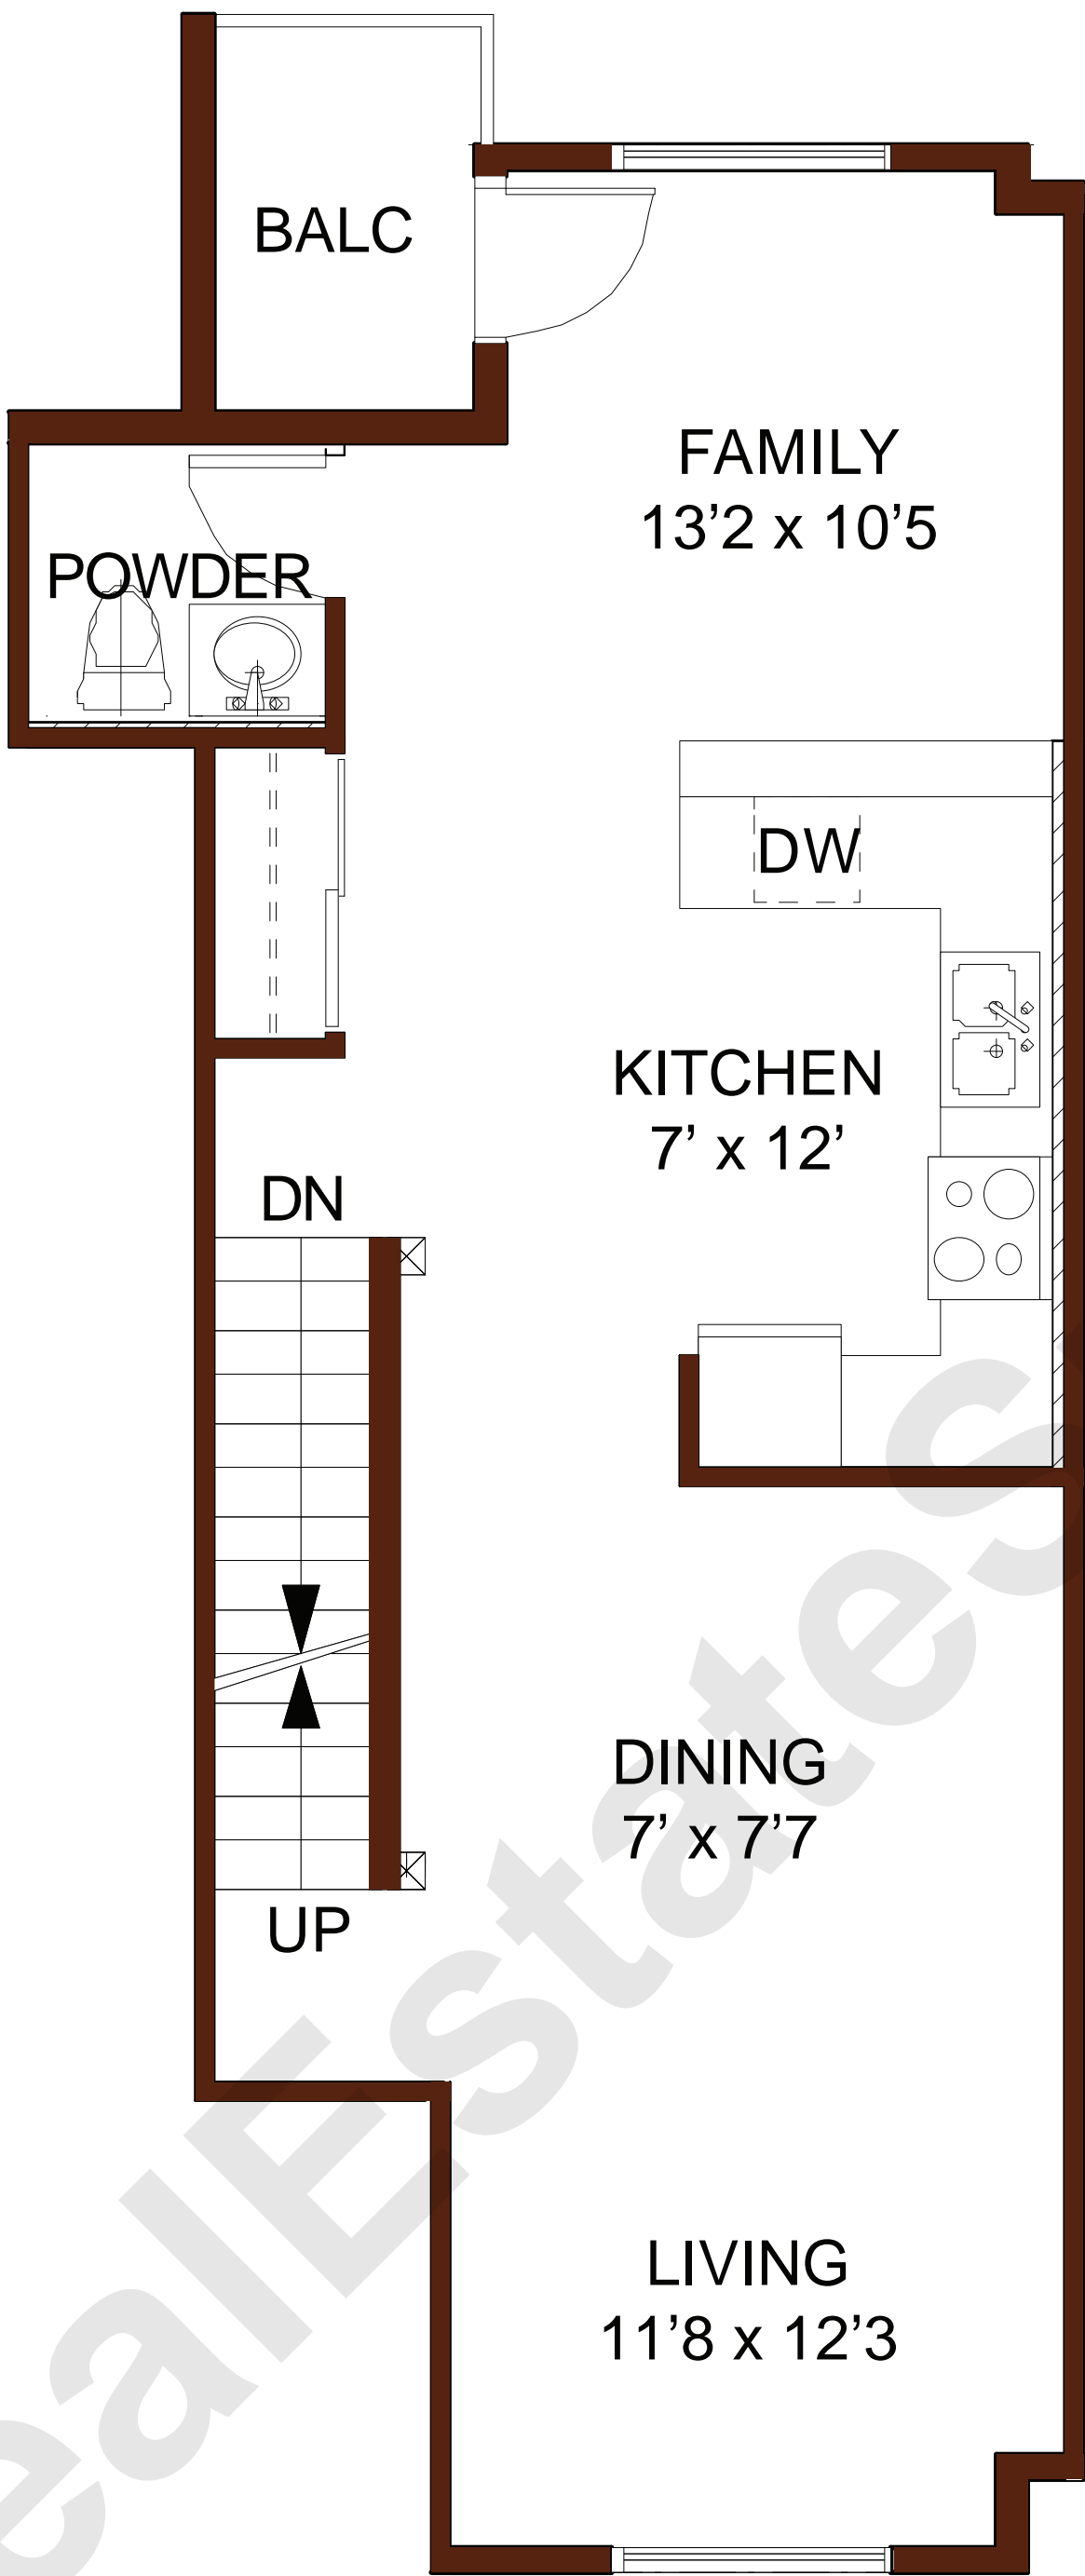 BALC
FAMILY
13’2 x 10’5
POWDER
DW
KITCHEN
7’ x 12’
DN
DINING
7’ x 7’7
UP
LIVING
11’8 x 12’3
ealEstates